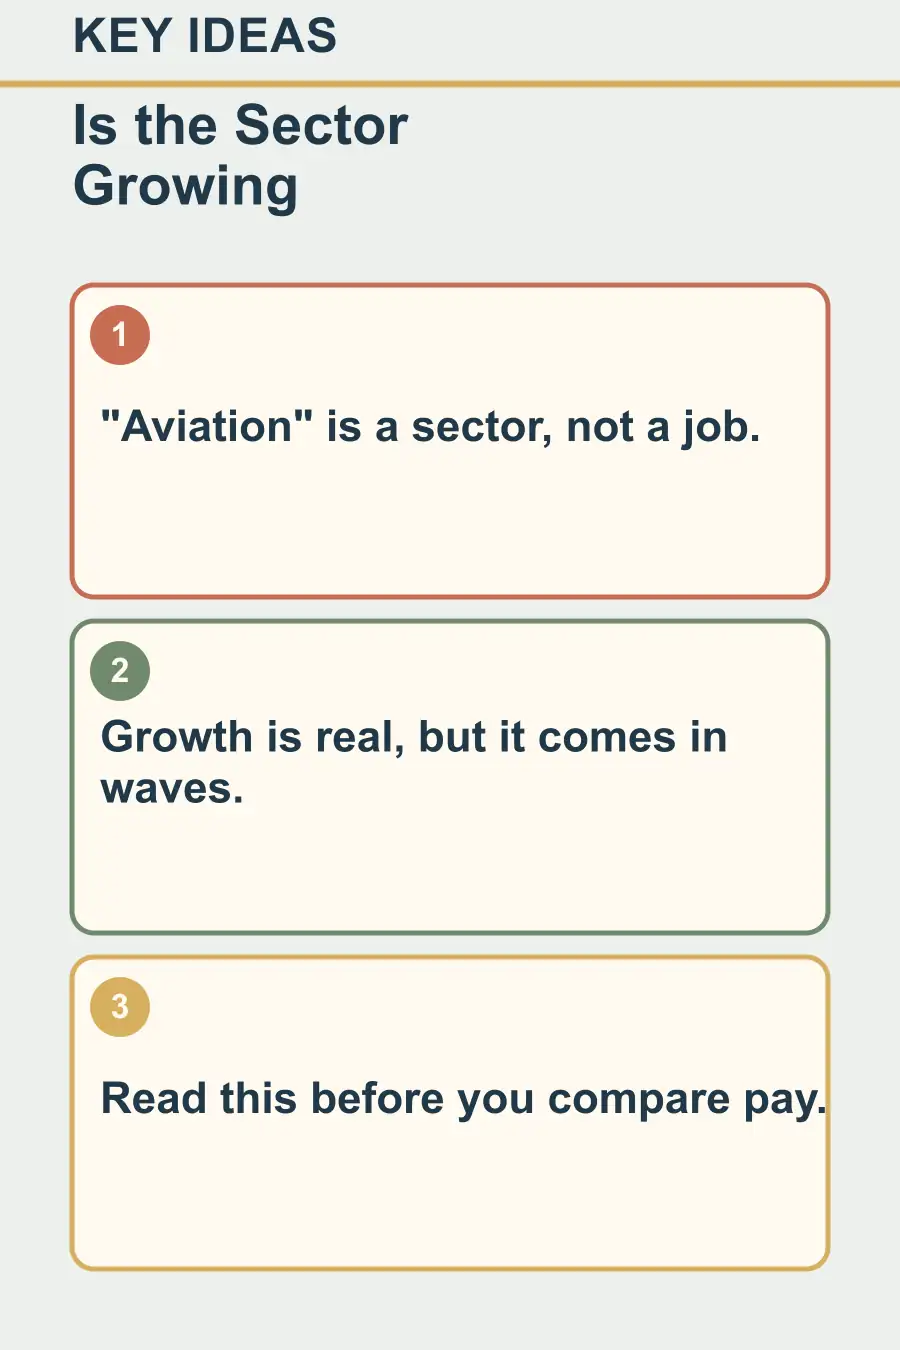 KEY IDEAS
Is the Sector
Growing
1
"Aviation" is a sector, not a job.
2
Growth is real, but it comes in
waves.
3
Read this before you compare pay.